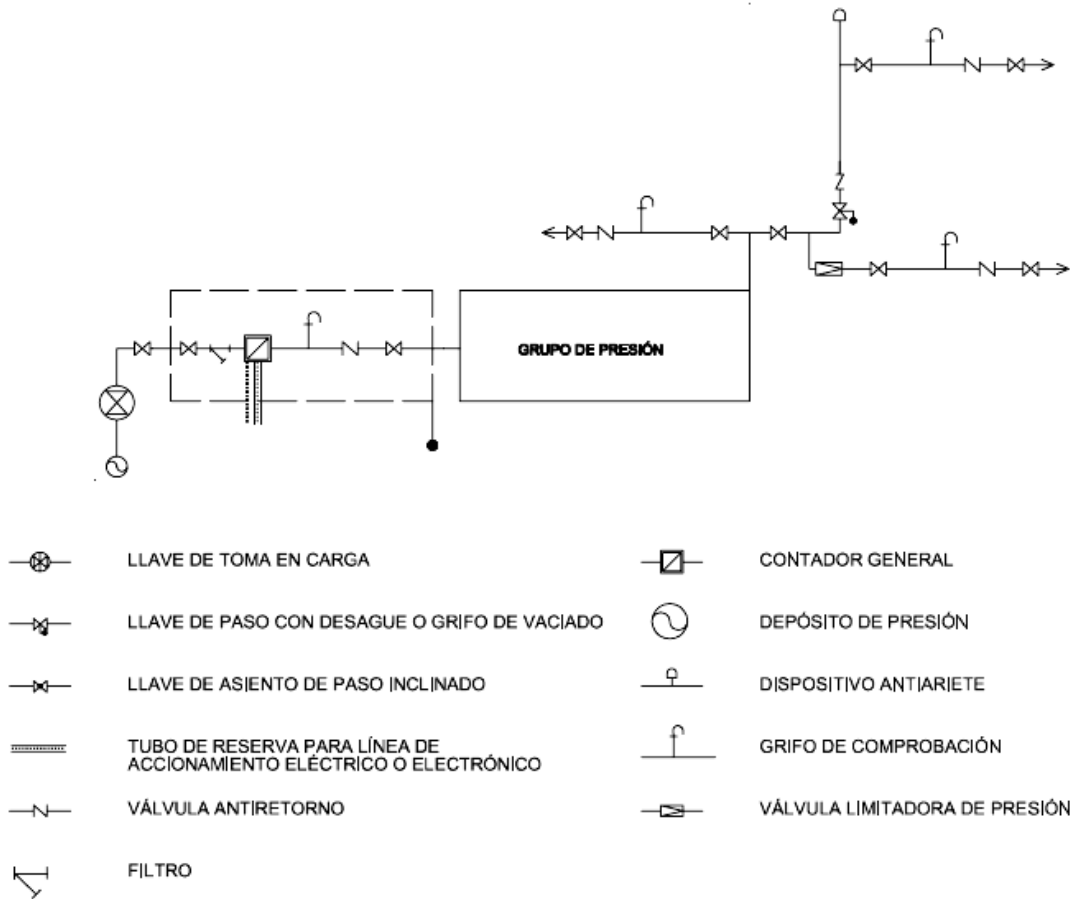 GRUPO DE PRESIÓN
LLAVE DE TOMA EN CARGA
CONTADOR GENERAL
LLAVE DE PASO CON DESAGUE O GRIFO DE VACIADO
DEPÓSITO DE PRESIÓN
LLAVE DE ASIENTO DE PASO INCLINADO
DISPOSITIVO ANTIARIETE
TUBO DE RESERVA PARA LÍNEA DE
ACCIONAMIENTO ELÉCTRICO O ELECTRÓNICO
GRIFO DE COMPROBACIÓN
VÁLVULA ANTIRETORNO
VÁLVULA LIMITADORA DE PRESIÓN
FILTRO